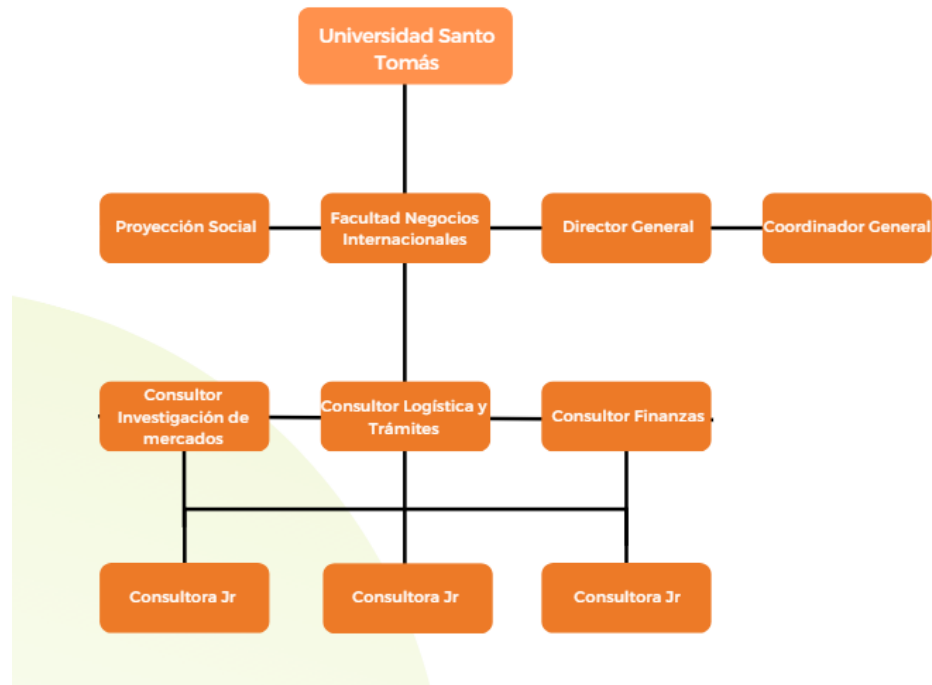 Universidad Santo
Tomás
Proyección Social
Facultad Negocios
Internacionales
Director General
Coordinador General
Consultor
Investigación de
mercados
Consultor Logística y
Trámites
Consultor Finanzas
Consultora Jr
Consultora Jr
Consultora Jr